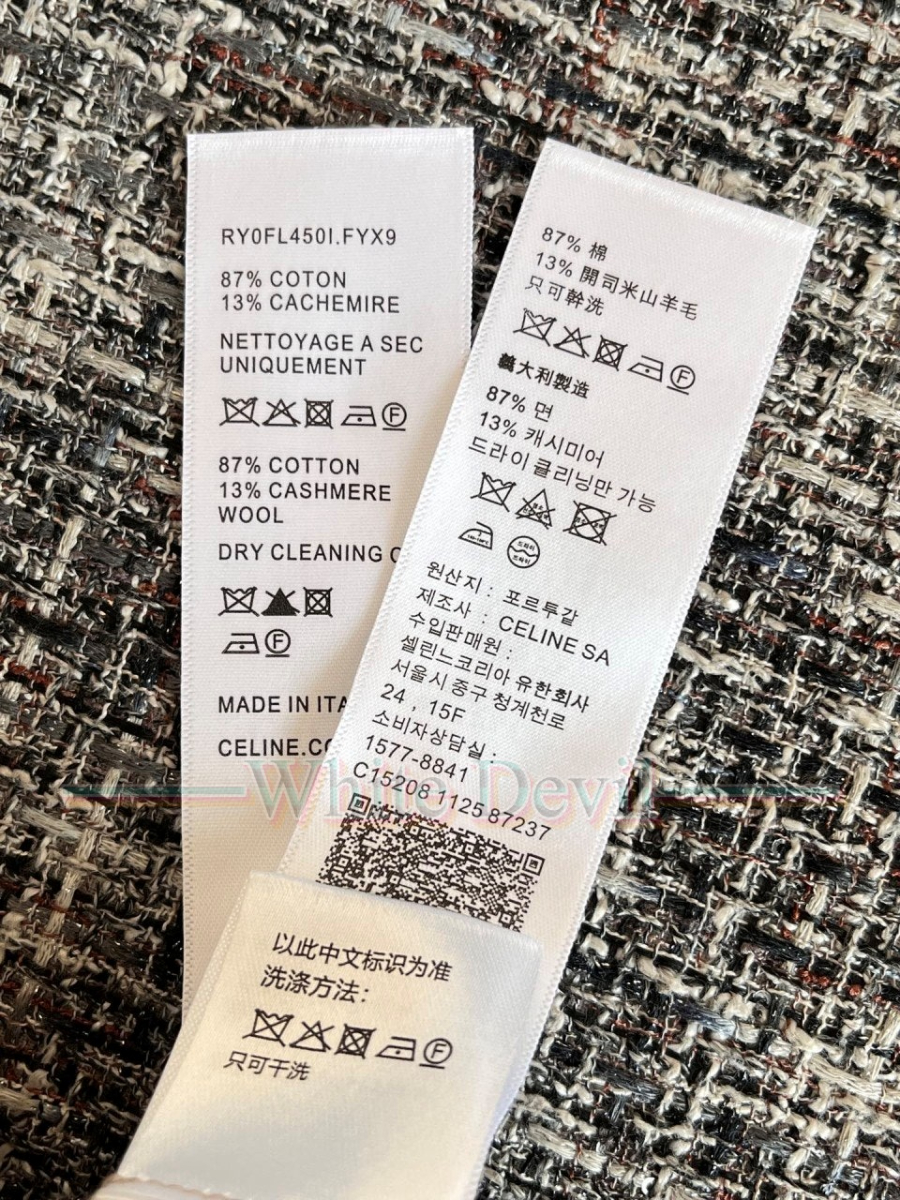 RY0FL450I.FYX9
87% COTON
13% CACHEMIRE
NETTOYAGE A SEC
UNIQUEMENT
F
87% COTTON
13% CASHMERE
WOOL
DRY CLEANING
F
MADE IN ITA
CELINE.CO
87% 棉
13% 開司米山羊毛
只可幹洗
F
義大利製造
87% 면
13% 캐시미어
드라이 클리닝만 가능
드라이
원산지 : 포르투갈
제조사 : CELINE SA
수입판매원 :
셀린느코리아 유한회사
서울시 중구 청계천로
24 , 15F
소비자상담실 :
1577-8841
C15208 1125 87237
White Devil
以此中文标识为准
洗涤方法：
F
只可干洗